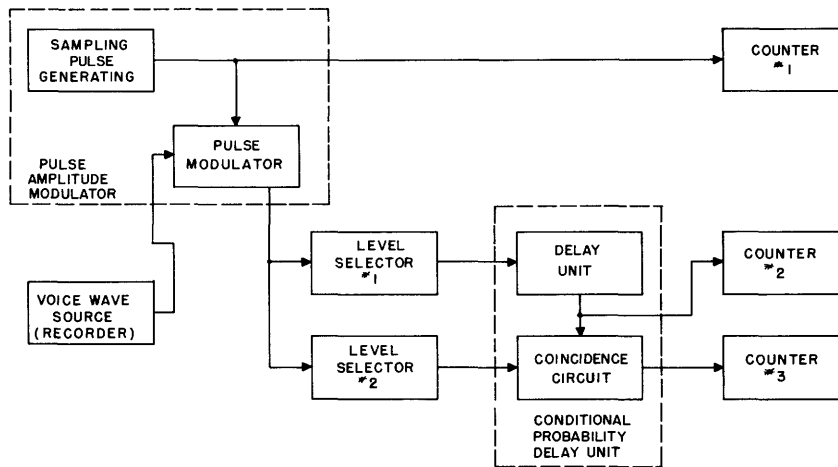 SAMPLING
PULSE
GENERATING
COUNTER
#1
PULSE
MODULATOR
PULSE
AMPLITUDE
MODULATOR
LEVEL
SELECTOR
#1
DELAY
UNIT
COUNTER
#2
VOICE WAVE
SOURCE
(RECORDER)
LEVEL
SELECTOR
#2
COINCIDENCE
CIRCUIT
COUNTER
#3
CONDITIONAL
PROBABILITY
DELAY UNIT